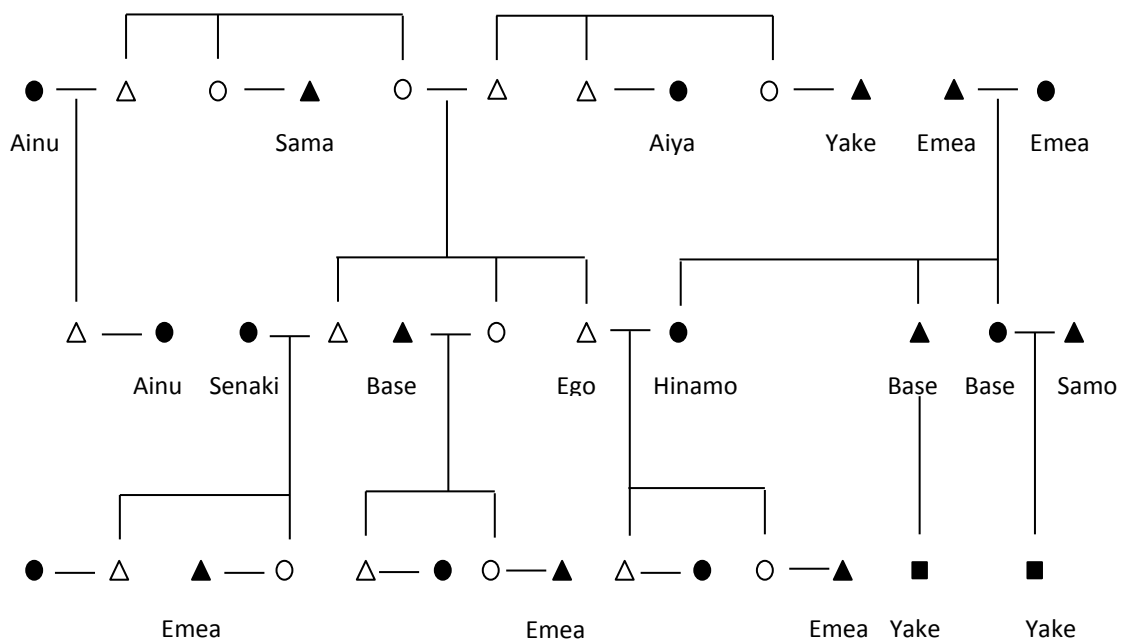 Ainu Sama Aiya Yake Emea Emea
Ainu Senaki Base Ego Hinamo Base Base Samo
Emea Emea Emea Yake Yake